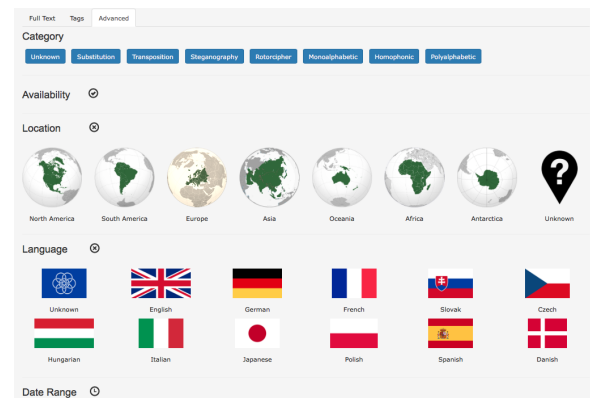 Full Text Tags Advanced
Category
Unknown Substitution Transposition Steganography Rotorcipher Monoalphabetic Homophonic Polyalphabetic
Availability
Location
North America South America Europe Asia Oceania Africa Antarctica Unknown
Language
Unknown English German French Slovak Czech
Hungarian Italian Japanese Polish Spanish Danish
Date Range